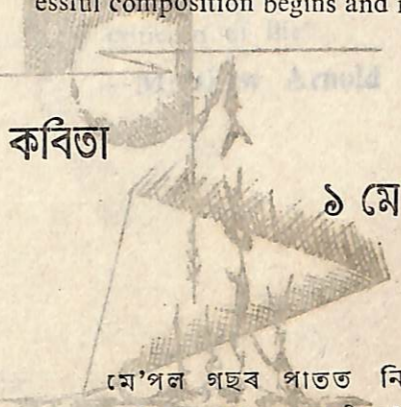 essful composition begins and
Matthew Arnold
কবিতা
১ মে
মে'পল গছৰ পাতত নি